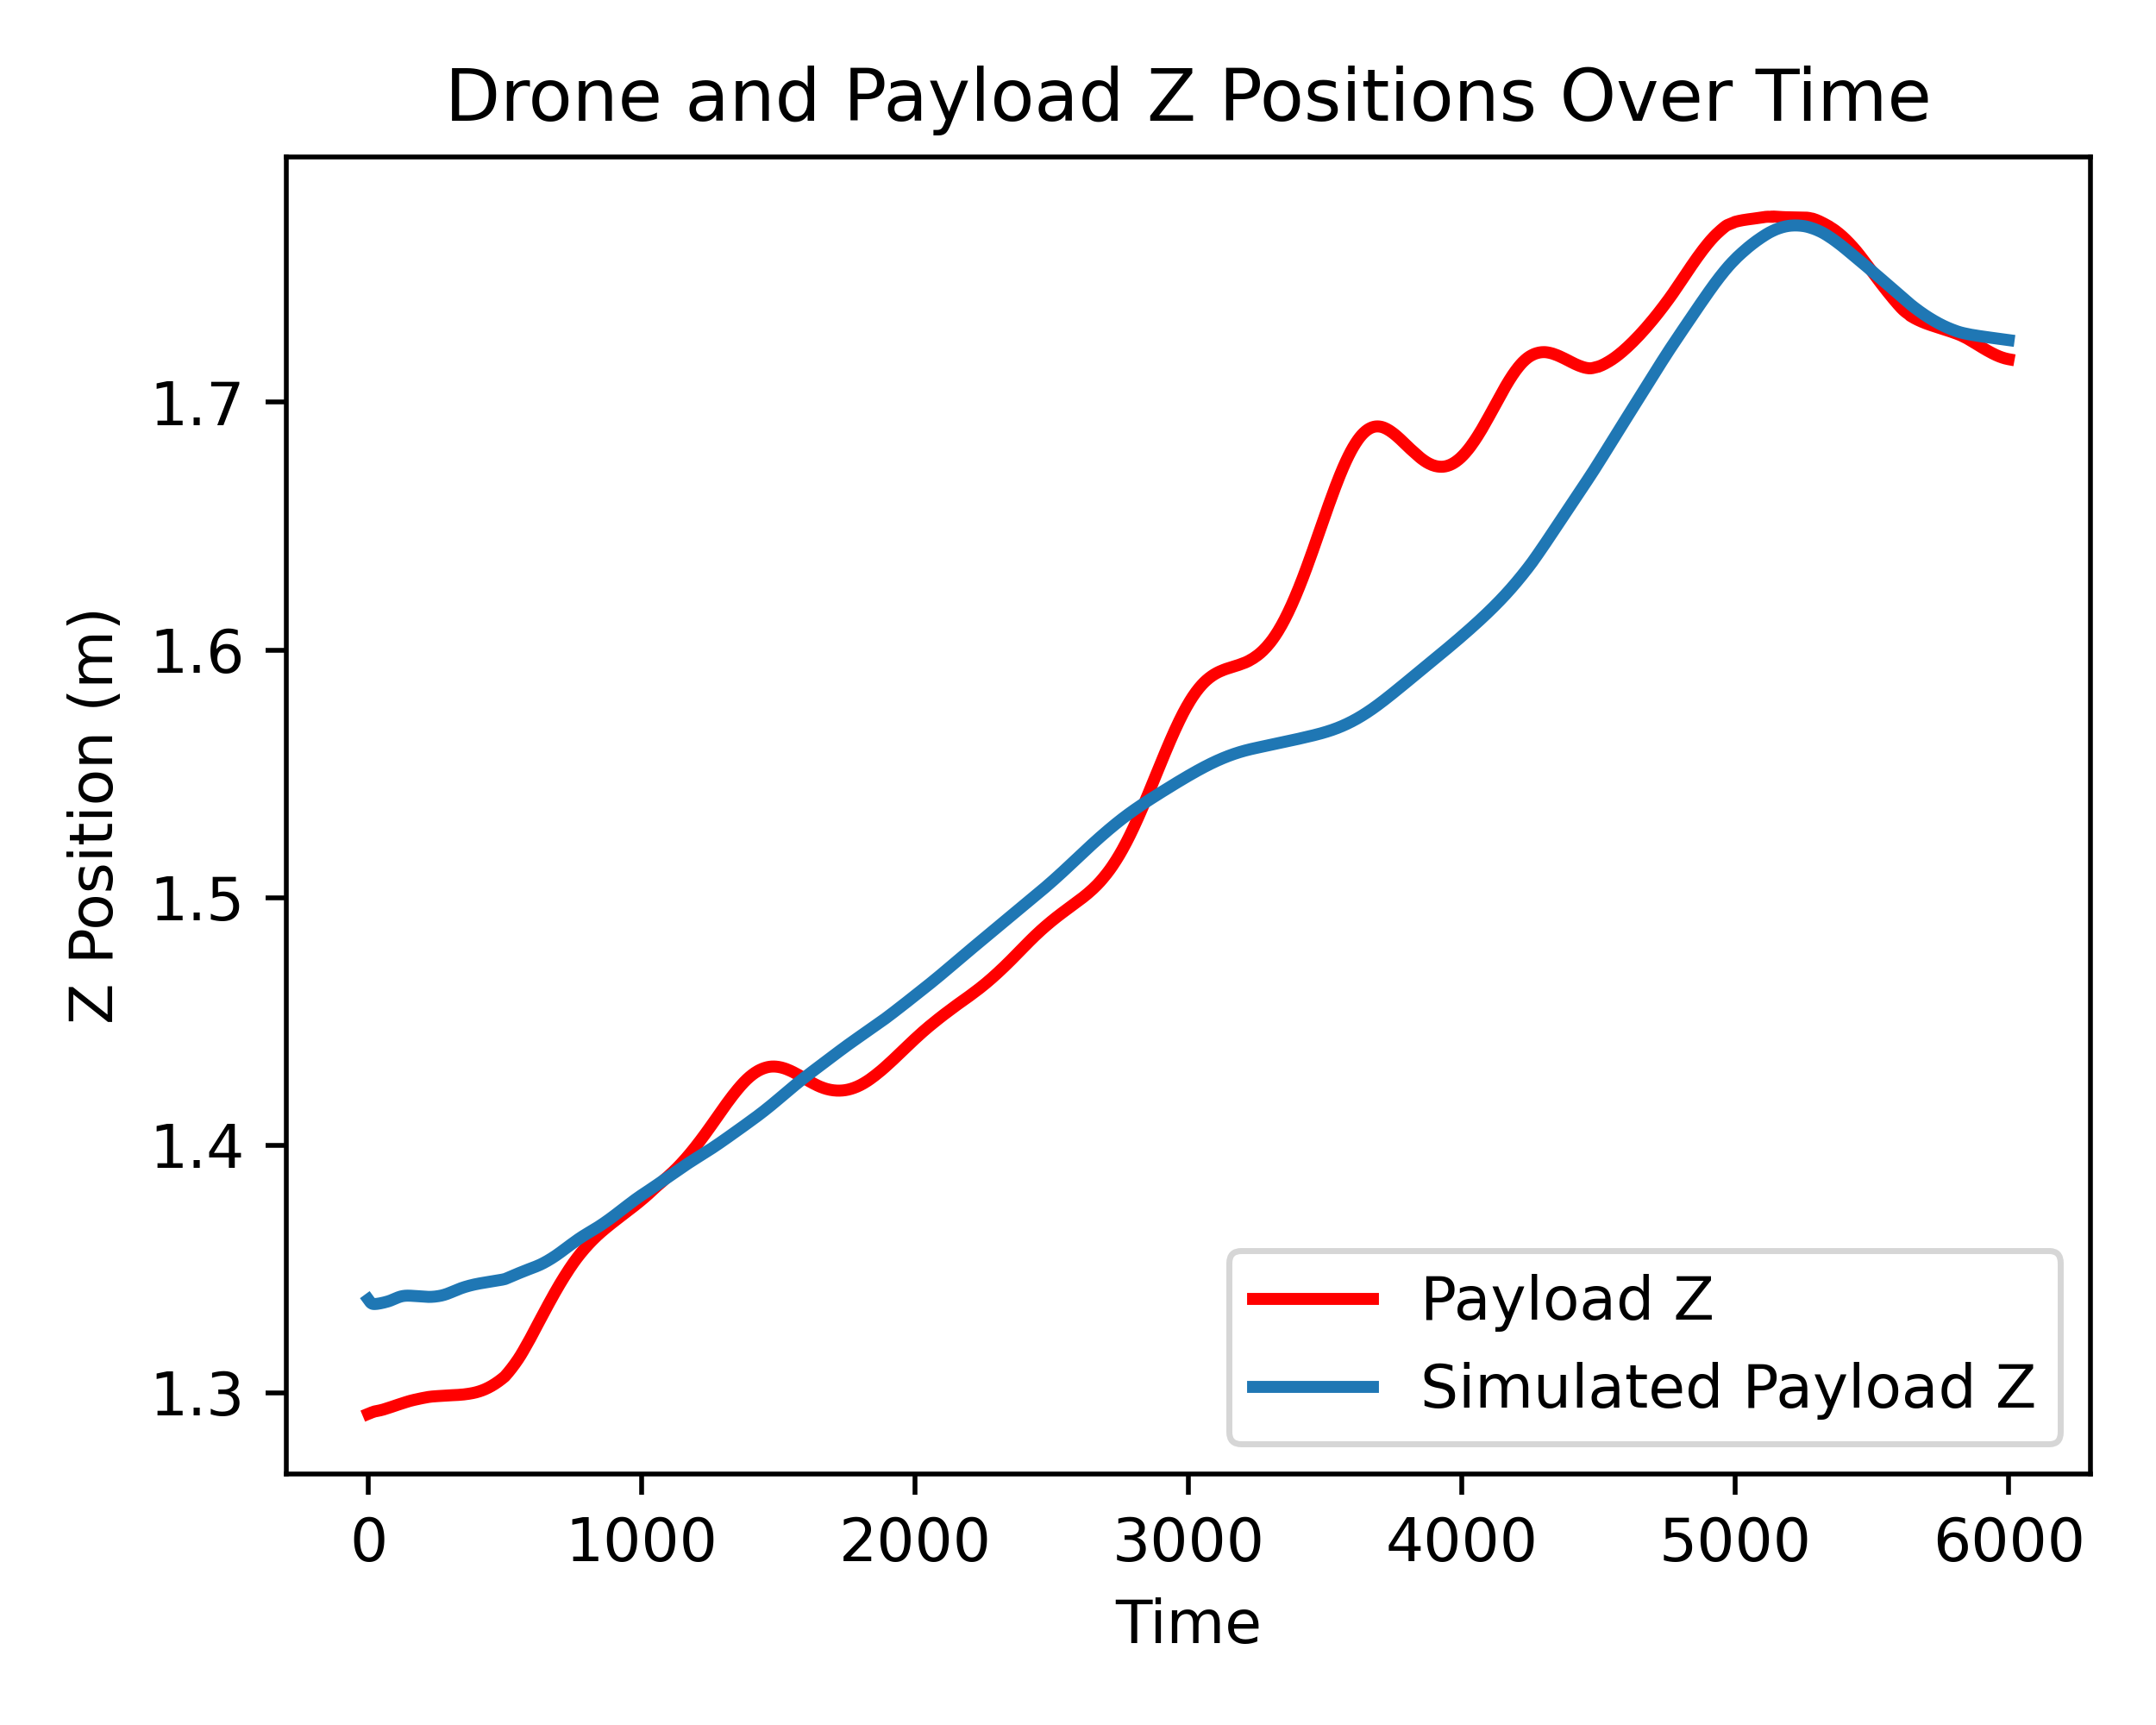 Drone and Payload Z Positions Over Time
Z Position (m)
1.7
1.6
1.5
1.4
1.3
Payload Z
Simulated Payload Z
0 1000 2000 3000 4000 5000 6000
Time